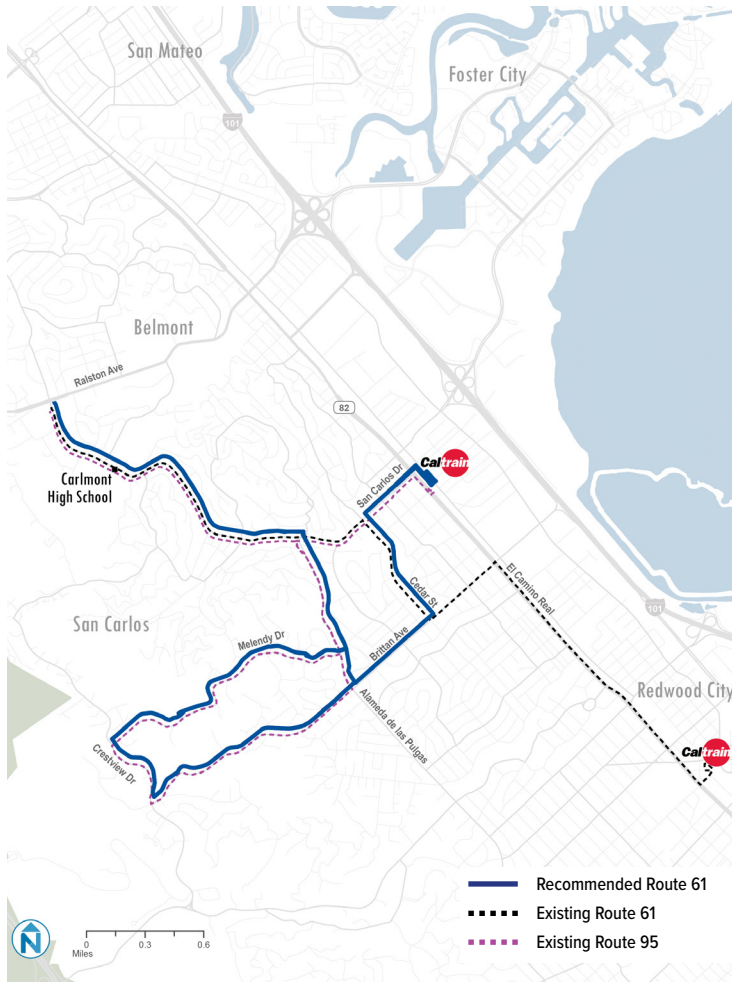 San Mateo
Foster City
101
Belmont
Ralston Ave
82
Carlmont
High School
San Carlos Dr
Caltrain
Cedar St
El Camino Real
101
San Carlos
Melendy Dr
Brittan Ave
Redwood City
Alameda de las Pulgas
Crestview Dr
Caltrain
Recommended Route 61
Existing Route 61
Existing Route 95
N
0 0.3 0.6
Miles